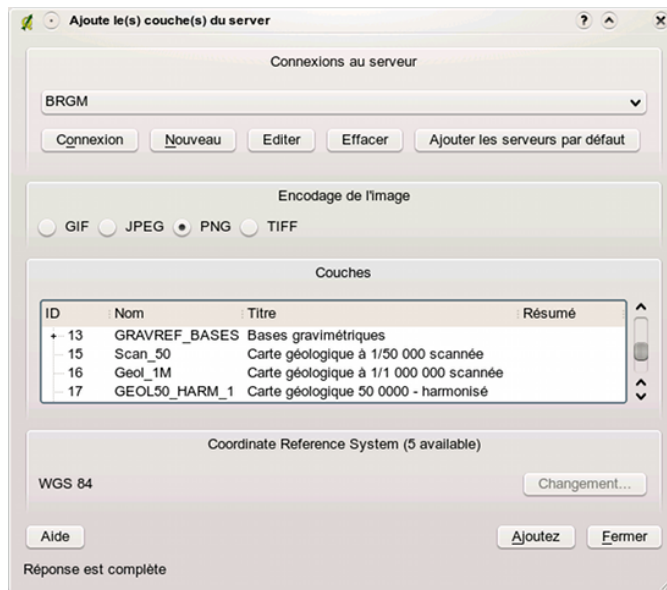 Ajoute le(s) couche(s) du server
Connexions au serveur
BRGM
Connexion Nouveau Editer Effacer Ajouter les serveurs par défaut
Encodage de l'image
GIF JPEG PNG TIFF
Couches
ID Nom Titre Résumé
13 GRAVREF_BASES Bases gravimétriques
15 Scan_50 Carte géologique à 1/50 000 scannée
16 Geol_1M Carte géologique à 1/1 000 000 scannée
17 GEOL50_HARM_1 Carte géologique 50 0000 - harmonisé
Coordinate Reference System (5 available)
WGS 84 Changement...
Aide Ajoutez Fermer
Réponse est complète